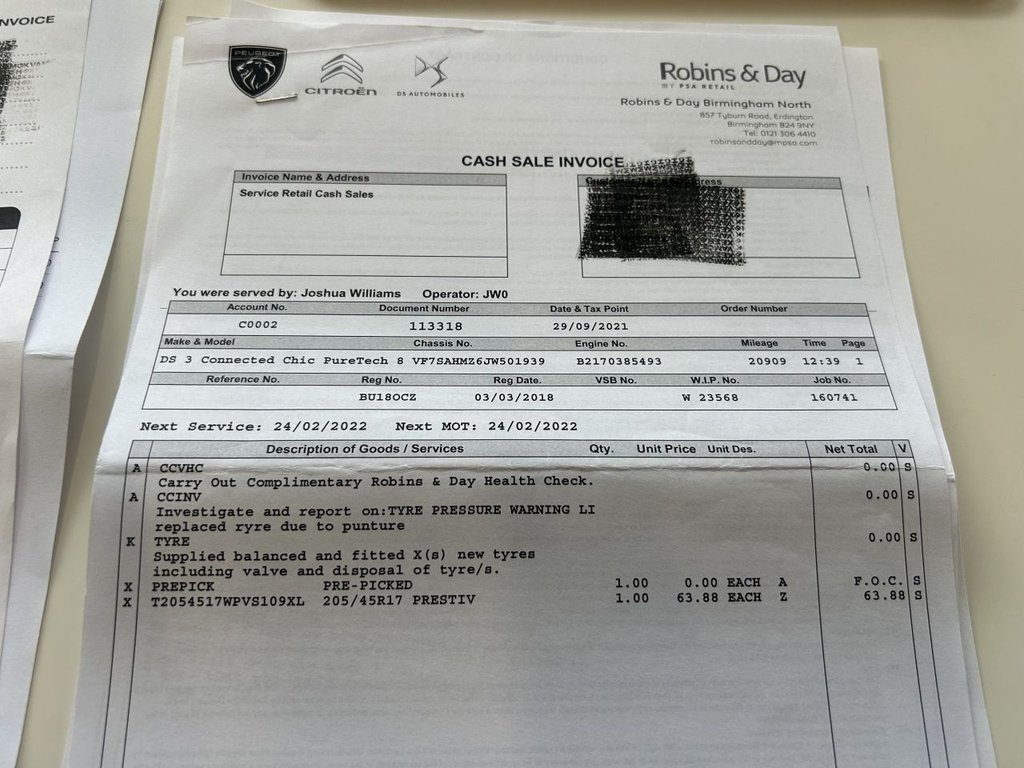 NVOICE
PEUGEOT
CITROËN
DS AUTOMOBILES
Robins & Day
BY PSA RETAIL
Robins & Day Birmingham North
857 Tyburn Road, Erdington
Birmingham B24 9NY
Tel: 0121 306 4410
robinsandday@mpsa.com
CASH SALE INVOICE
Invoice Name & Address
Service Retail Cash Sales
You were served by: Joshua Williams Operator: JW0
Account No. Document Number Date & Tax Point Order Number
C0002 113318 29/09/2021
Make & Model Chassis No. Engine No. Mileage Time Page
DS 3 Connected Chic PureTech 8 VF7SAHMZ6JW501939 B2170385493 20909 12:39 1
Reference No. Reg No. Reg Date. VSB No. W.I.P. No. Job No.
BU18OCZ 03/03/2018 W 23568 160741
Next Service: 24/02/2022 Next MOT: 24/02/2022
Description of Goods / Services Qty. Unit Price Unit Des. Net Total V
A CCVHC 0.00 S
Carry Out Complimentary Robins & Day Health Check.
A CCINV 0.00 S
Investigate and report on:TYRE PRESSURE WARNING LI
replaced ryre due to punture
K TYRE 0.00 S
Supplied balanced and fitted X(s) new tyres
including valve and disposal of tyre/s.
X PREPICK PRE-PICKED 1.00 0.00 EACH A F.O.C. S
X T2054517WPVS109XL 205/45R17 PRESTIV 1.00 63.88 EACH Z 63.88 S